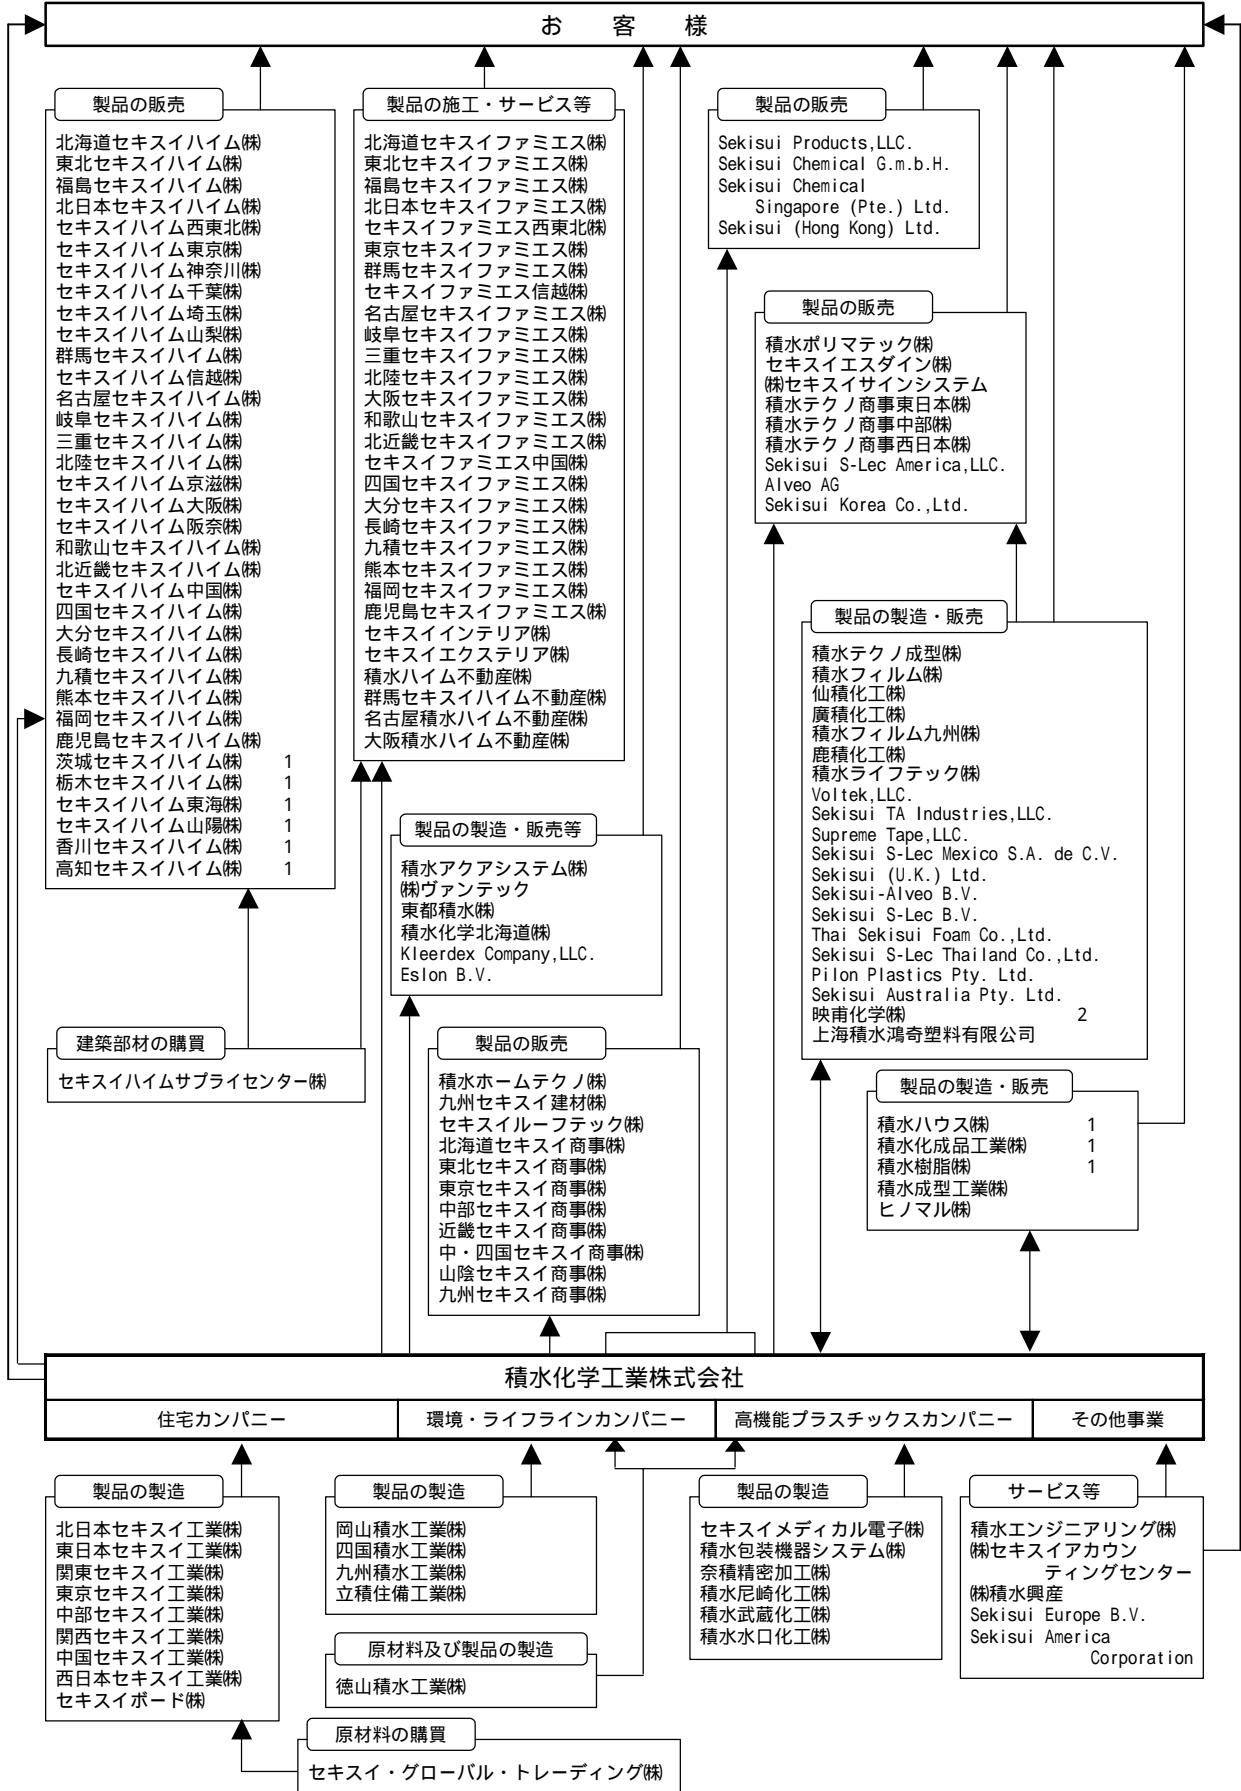 お客様
製品の販売
北海道セキスイハイム㈱
東北セキスイハイム㈱
福島セキスイハイム㈱
北日本セキスイハイム㈱
セキスイハイム西東北㈱
セキスイハイム東京㈱
セキスイハイム神奈川㈱
セキスイハイム千葉㈱
セキスイハイム埼玉㈱
セキスイハイム山梨㈱
群馬セキスイハイム㈱
セキスイハイム信越㈱
名古屋セキスイハイム㈱
岐阜セキスイハイム㈱
三重セキスイハイム㈱
北陸セキスイハイム㈱
セキスイハイム京滋㈱
セキスイハイム大阪㈱
セキスイハイム阪奈㈱
和歌山セキスイハイム㈱
北近畿セキスイハイム㈱
セキスイハイム中国㈱
四国セキスイハイム㈱
大分セキスイハイム㈱
長崎セキスイハイム㈱
九積セキスイハイム㈱
熊本セキスイハイム㈱
福岡セキスイハイム㈱
鹿児島セキスイハイム㈱
茨城セキスイハイム㈱ 1
栃木セキスイハイム㈱ 1
セキスイハイム東海㈱ 1
セキスイハイム山陽㈱ 1
香川セキスイハイム㈱ 1
高知セキスイハイム㈱ 1
建築部材の購買
セキスイハイムサプライセンター㈱
製品の施工・サービス等
北海道セキスイファミエス㈱
東北セキスイファミエス㈱
福島セキスイファミエス㈱
北日本セキスイファミエス㈱
セキスイファミエス西東北㈱
東京セキスイファミエス㈱
群馬セキスイファミエス㈱
セキスイファミエス信越㈱
名古屋セキスイファミエス㈱
岐阜セキスイファミエス㈱
三重セキスイファミエス㈱
北陸セキスイファミエス㈱
大阪セキスイファミエス㈱
和歌山セキスイファミエス㈱
北近畿セキスイファミエス㈱
セキスイファミエス中国㈱
四国セキスイファミエス㈱
大分セキスイファミエス㈱
長崎セキスイファミエス㈱
九積セキスイファミエス㈱
熊本セキスイファミエス㈱
福岡セキスイファミエス㈱
鹿児島セキスイファミエス㈱
セキスイインテリア㈱
セキスイエクステリア㈱
積水ハイム不動産㈱
群馬セキスイハイム不動産㈱
名古屋積水ハイム不動産㈱
大阪積水ハイム不動産㈱
製品の製造・販売等
積水アクアシステム㈱
㈱ヴァンテック
東都積水㈱
積水化学北海道㈱
Kleerdex Company,LLC.
Eslon B.V.
製品の販売
積水ホームテクノ㈱
九州セキスイ建材㈱
セキスイルーフテック㈱
北海道セキスイ商事㈱
東北セキスイ商事㈱
東京セキスイ商事㈱
中部セキスイ商事㈱
近畿セキスイ商事㈱
中・四国セキスイ商事㈱
山陰セキスイ商事㈱
九州セキスイ商事㈱
製品の販売
Sekisui Products,LLC.
Sekisui Chemical G.m.b.H.
Sekisui Chemical
Singapore (Pte.) Ltd.
Sekisui (Hong Kong) Ltd.
製品の販売
積水ポリマテック㈱
セキスイエスダイン㈱
㈱セキスイサインシステム
積水テクノ商事東日本㈱
積水テクノ商事中部㈱
積水テクノ商事西日本㈱
Sekisui S-Lec America,LLC.
Alveo AG
Sekisui Korea Co.,Ltd.
製品の製造・販売
積水テクノ成型㈱
積水フィルム㈱
仙積化工㈱
廣積化工㈱
積水フィルム九州㈱
鹿積化工㈱
積水ライフテック㈱
Voltek,LLC.
Sekisui TA Industries,LLC.
Supreme Tape,LLC.
Sekisui S-Lec Mexico S.A. de C.V.
Sekisui (U.K.) Ltd.
Sekisui-Alveo B.V.
Sekisui S-Lec B.V.
Thai Sekisui Foam Co.,Ltd.
Sekisui S-Lec Thailand Co.,Ltd.
Pilon Plastics Pty. Ltd.
Sekisui Australia Pty. Ltd.
映甫化学㈱ 2
上海積水鴻奇塑料有限公司
製品の製造・販売
積水ハウス㈱ 1
積水化成品工業㈱ 1
積水樹脂㈱ 1
積水成型工業㈱
ヒノマル㈱
積水化学工業株式会社
住宅カンパニー
環境・ライフラインカンパニー
高機能プラスチックスカンパニー
その他事業
製品の製造
北日本セキスイ工業㈱
東日本セキスイ工業㈱
関東セキスイ工業㈱
東京セキスイ工業㈱
中部セキスイ工業㈱
関西セキスイ工業㈱
中国セキスイ工業㈱
西日本セキスイ工業㈱
セキスイボード㈱
製品の製造
岡山積水工業㈱
四国積水工業㈱
九州積水工業㈱
立積住備工業㈱
原材料及び製品の製造
徳山積水工業㈱
原材料の購買
セキスイ・グローバル・トレーディング㈱
製品の製造
セキスイメディカル電子㈱
積水包装機器システム㈱
奈積精密加工㈱
積水尼崎化工㈱
積水武蔵化工㈱
積水水口化工㈱
サービス等
積水エンジニアリング㈱
㈱セキスイアカウン
ティングセンター
㈱積水興産
Sekisui Europe B.V.
Sekisui America
Corporation